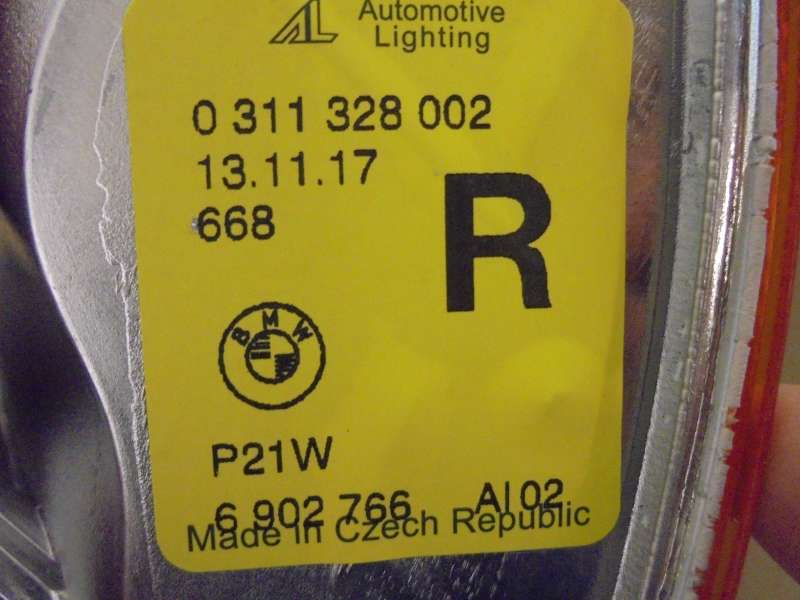 AL Automotive
Lighting
0 311 328 002
13.11.17
668
R
BMW
P21W
6 902 766 AI 02
Made in Czech Republic